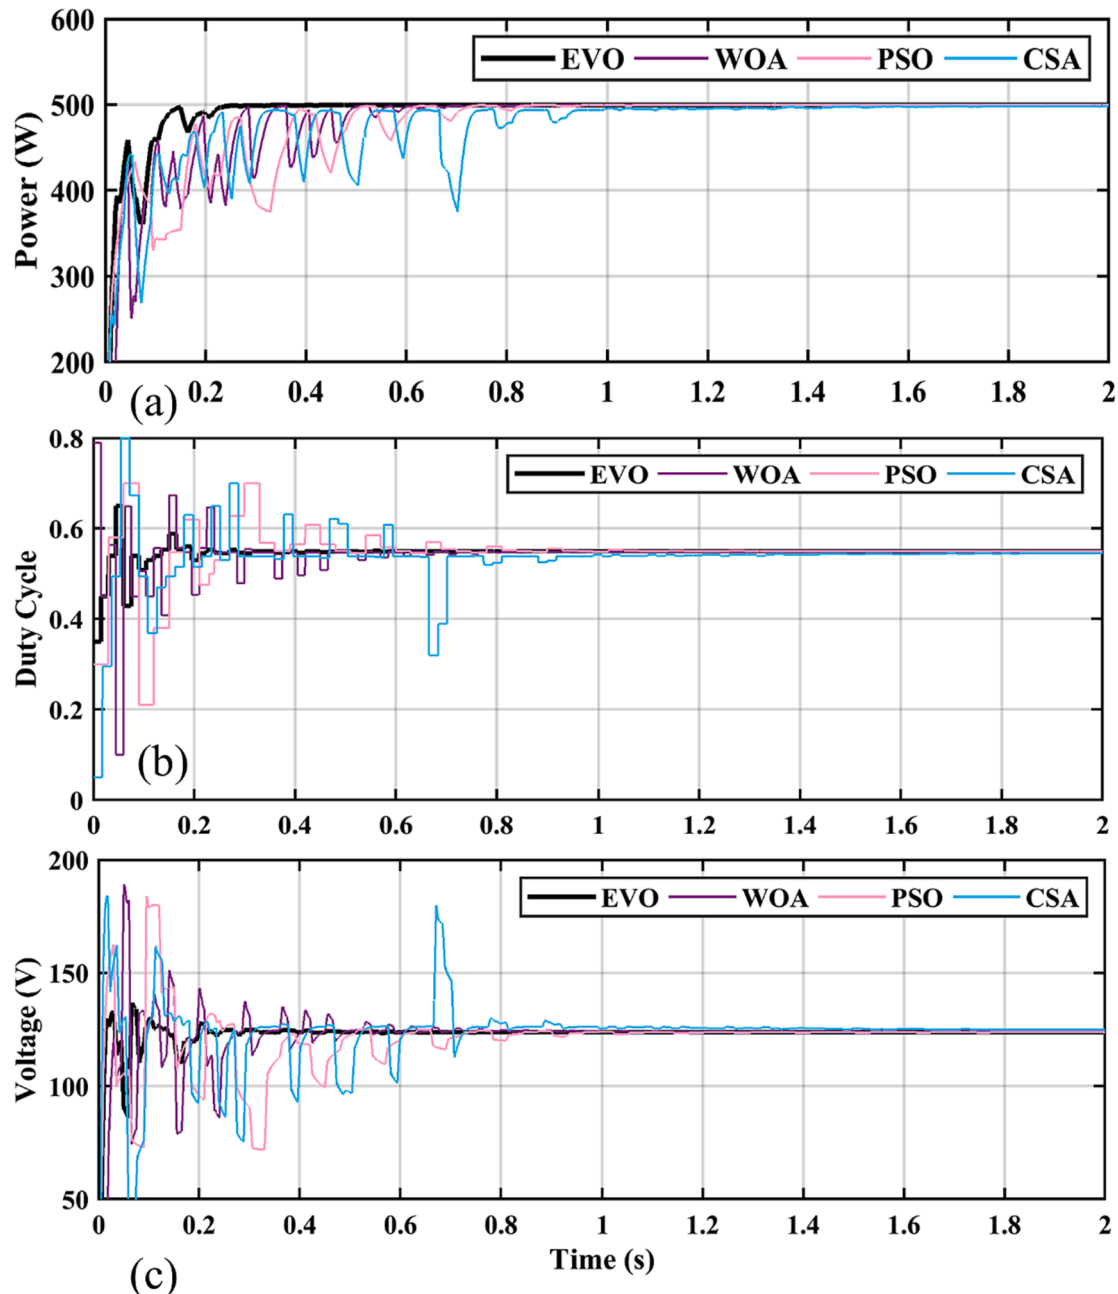 600
500
400
300
200
Power (W)
EVO WOA PSO CSA
0 0.2 0.4 0.6 0.8 1 1.2 1.4 1.6 1.8 2
(a)
0.8
0.6
0.4
0.2
0
Duty Cycle
EVO WOA PSO CSA
(b)
0 0.2 0.4 0.6 0.8 1 1.2 1.4 1.6 1.8 2
200
150
100
50
Voltage (V)
EVO WOA PSO CSA
0 0.2 0.4 0.6 0.8 1 1.2 1.4 1.6 1.8 2
Time (s)
(c)